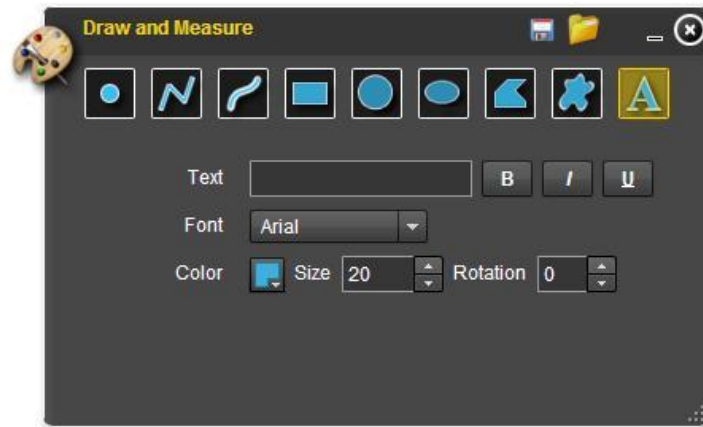 Draw and Measure
A
Text B I U
Font Arial
Color Size 20 Rotation 0